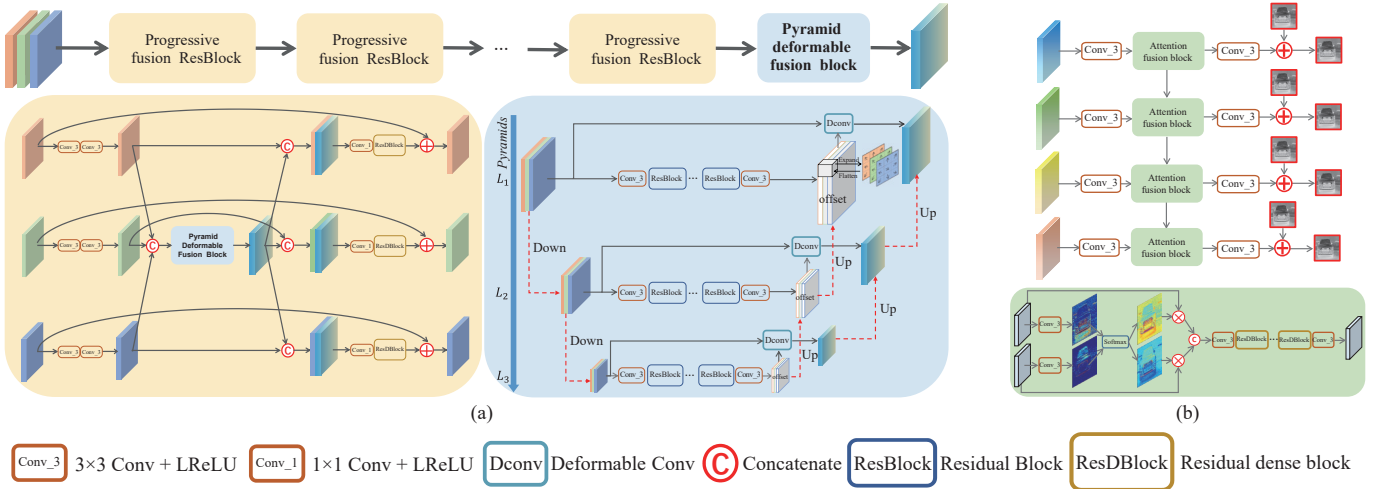 Progressive
fusion ResBlock
Progressive
fusion ResBlock
...
Progressive
fusion ResBlock
Pyramid
deformable
fusion block
Conv_3 Conv_3
C
Conv_1 ResDBlock
Conv_3 Conv_3
C
Pyramid
Deformable
Fusion Block
C
Conv_1 ResDBlock
Conv_3 Conv_3
C
Conv_1 ResDBlock
Pyramids
L1
Conv_3 ResBlock ... ResBlock Conv_3
Dconv
Expand
Flatten
offset
Down
Up
Up
L2
Conv_3 ResBlock ... ResBlock Conv_3
Dconv
offset
Down
Up
Up
L3
Conv_3 ResBlock ... ResBlock Conv_3
Dconv
offset
(a)
Conv_3
Attention
fusion block
Conv_3
Conv_3
Attention
fusion block
Conv_3
Conv_3
Attention
fusion block
Conv_3
Conv_3
Attention
fusion block
Conv_3
Conv_3
Conv_3
Softmax
C
Conv_3 ResDBlock ... ResDBlock Conv_3
(b)
Conv_3 3×3 Conv + LReLU Conv_1 1×1 Conv + LReLU Dconv Deformable Conv C Concatenate ResBlock Residual Block ResDBlock Residual dense block